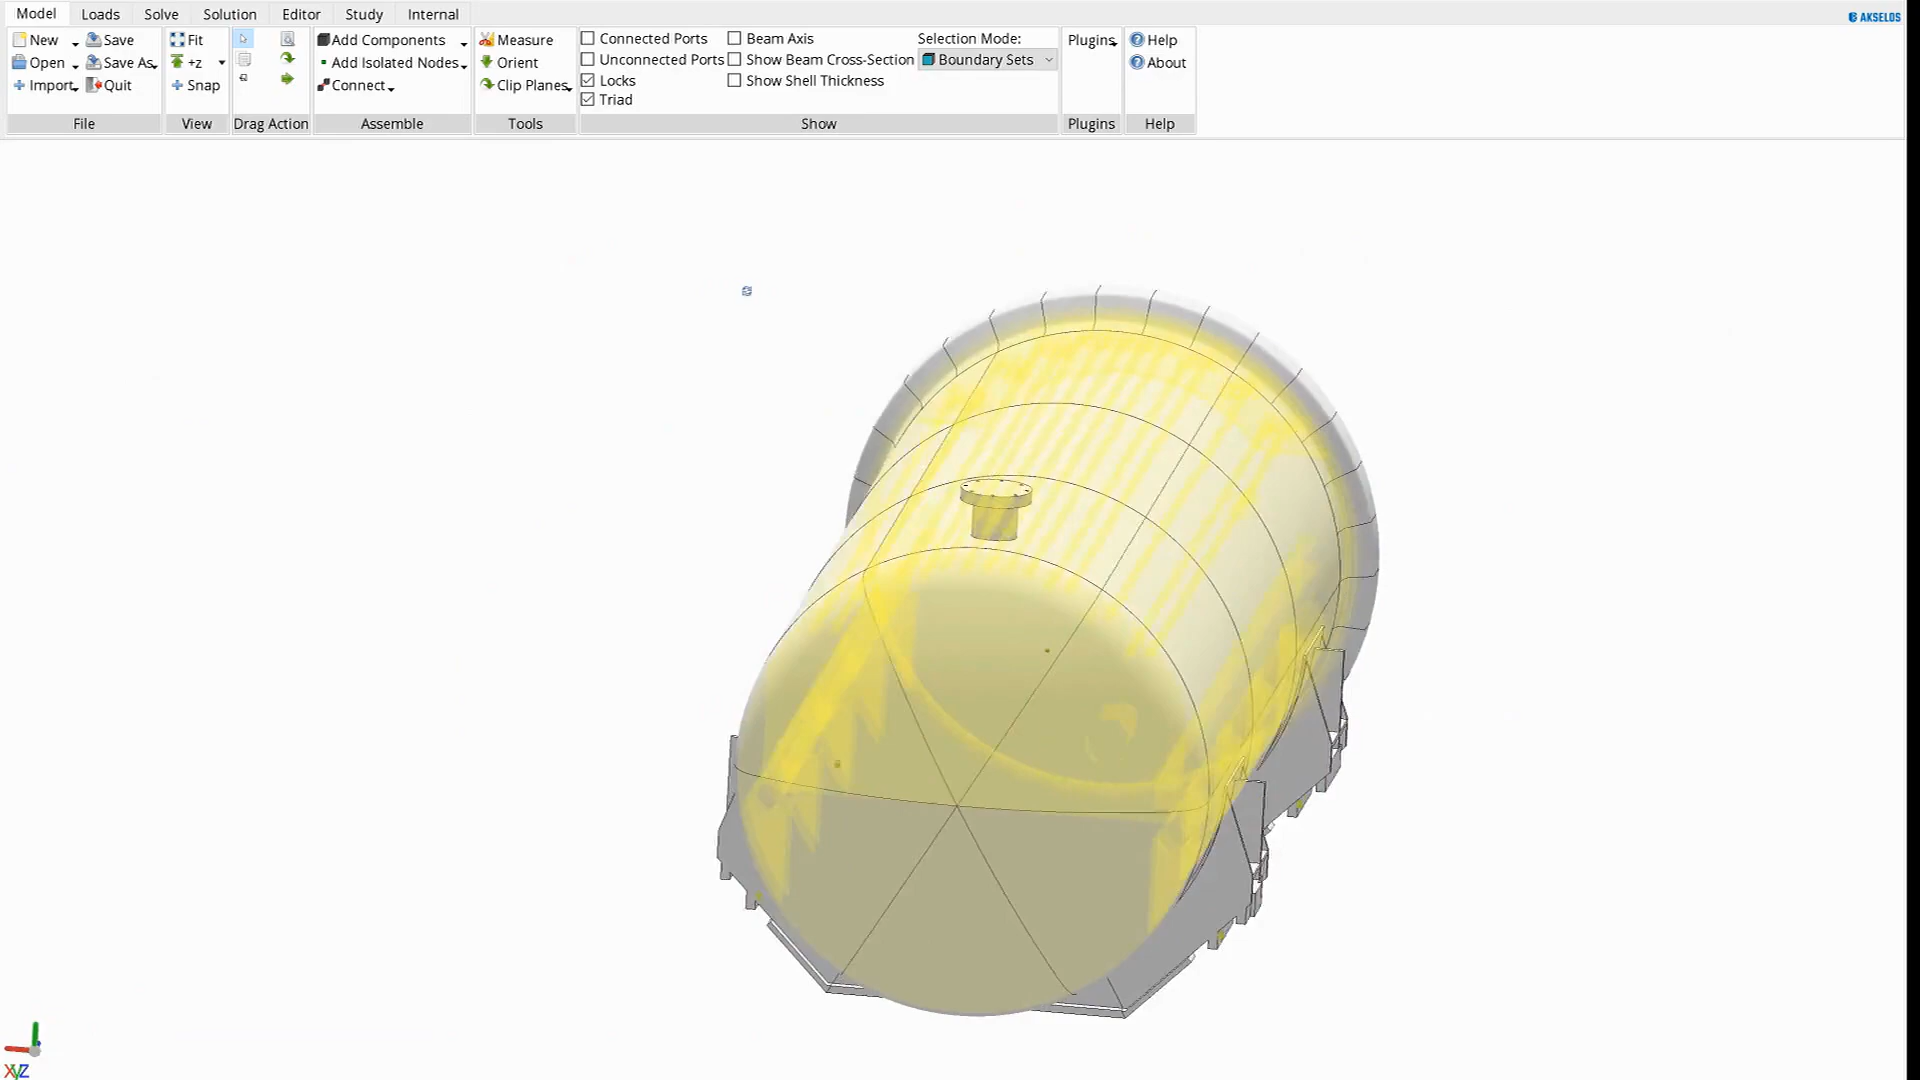 Model Loads Solve Solution Editor Study Internal
AKSELOS
New Save Fit Add Components Measure Connected Ports Beam Axis Selection Mode: Plugins Help
Open Save As +z Add Isolated Nodes Orient Unconnected Ports Show Beam Cross-Section Boundary Sets About
Import Quit Snap Connect Clip Planes Locks Show Shell Thickness
Triad
File View Drag Action Assemble Tools Show Plugins Help
XYZ